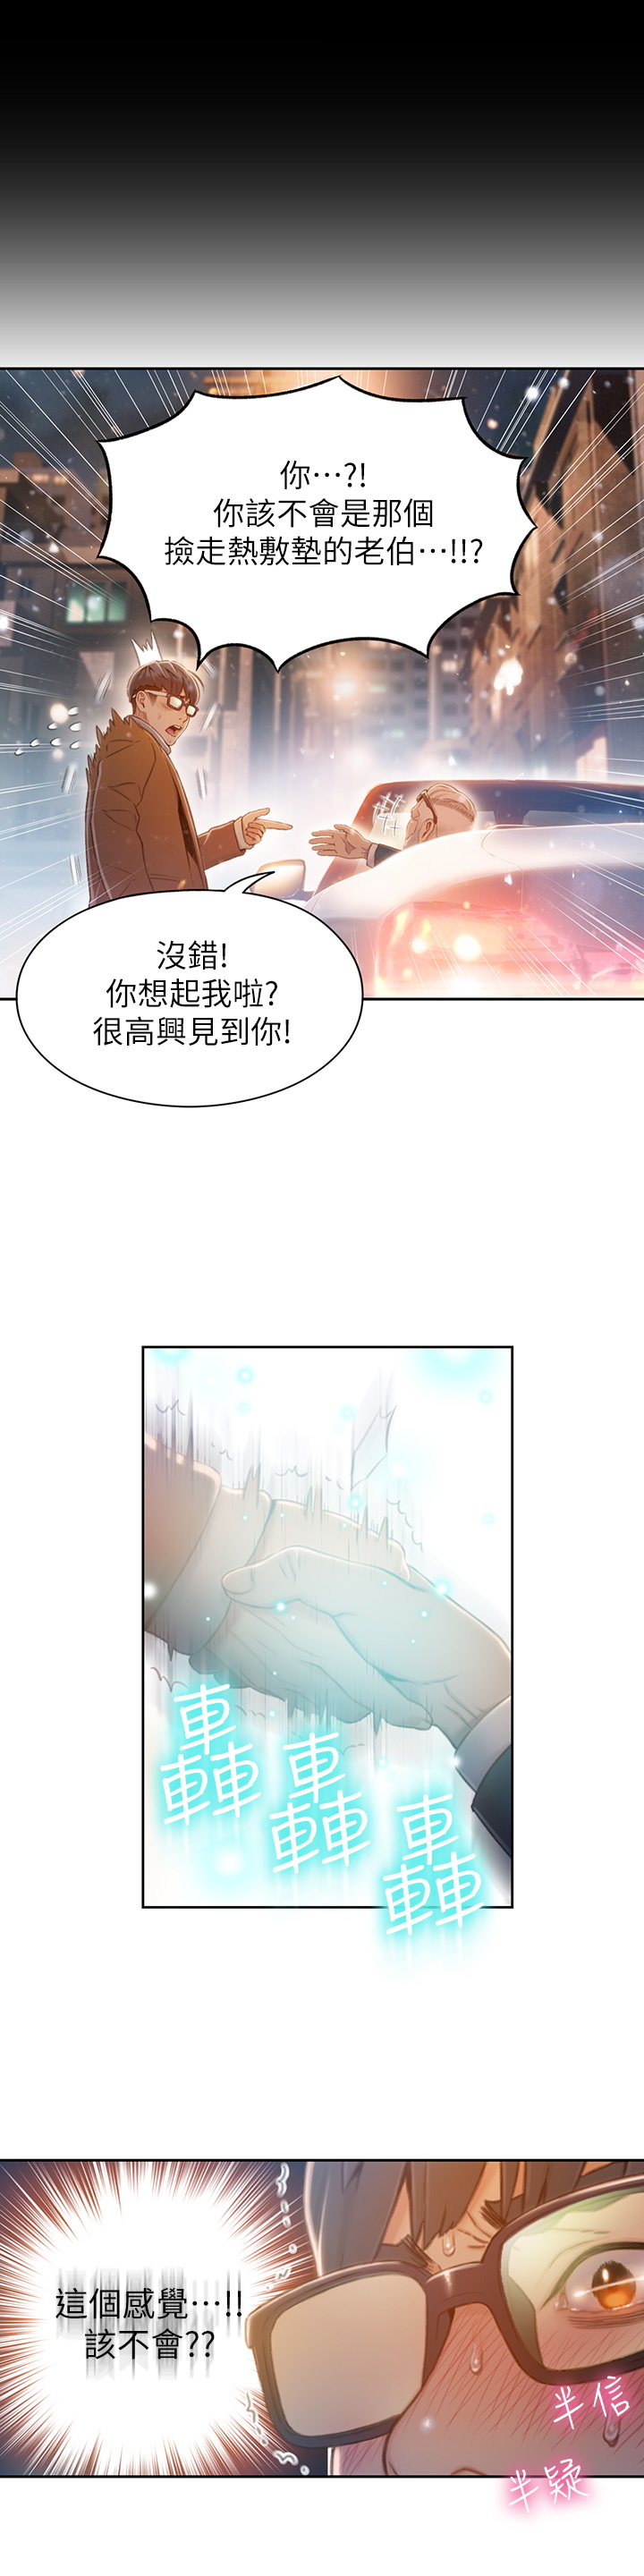 你⋯?!
你該不會是那個
撿走熱敷墊的老伯⋯!!?
沒錯!
你想起我啦?
很高興見到你!
轟
轟
轟
這個感覺⋯!!
該不會??
半信
半疑